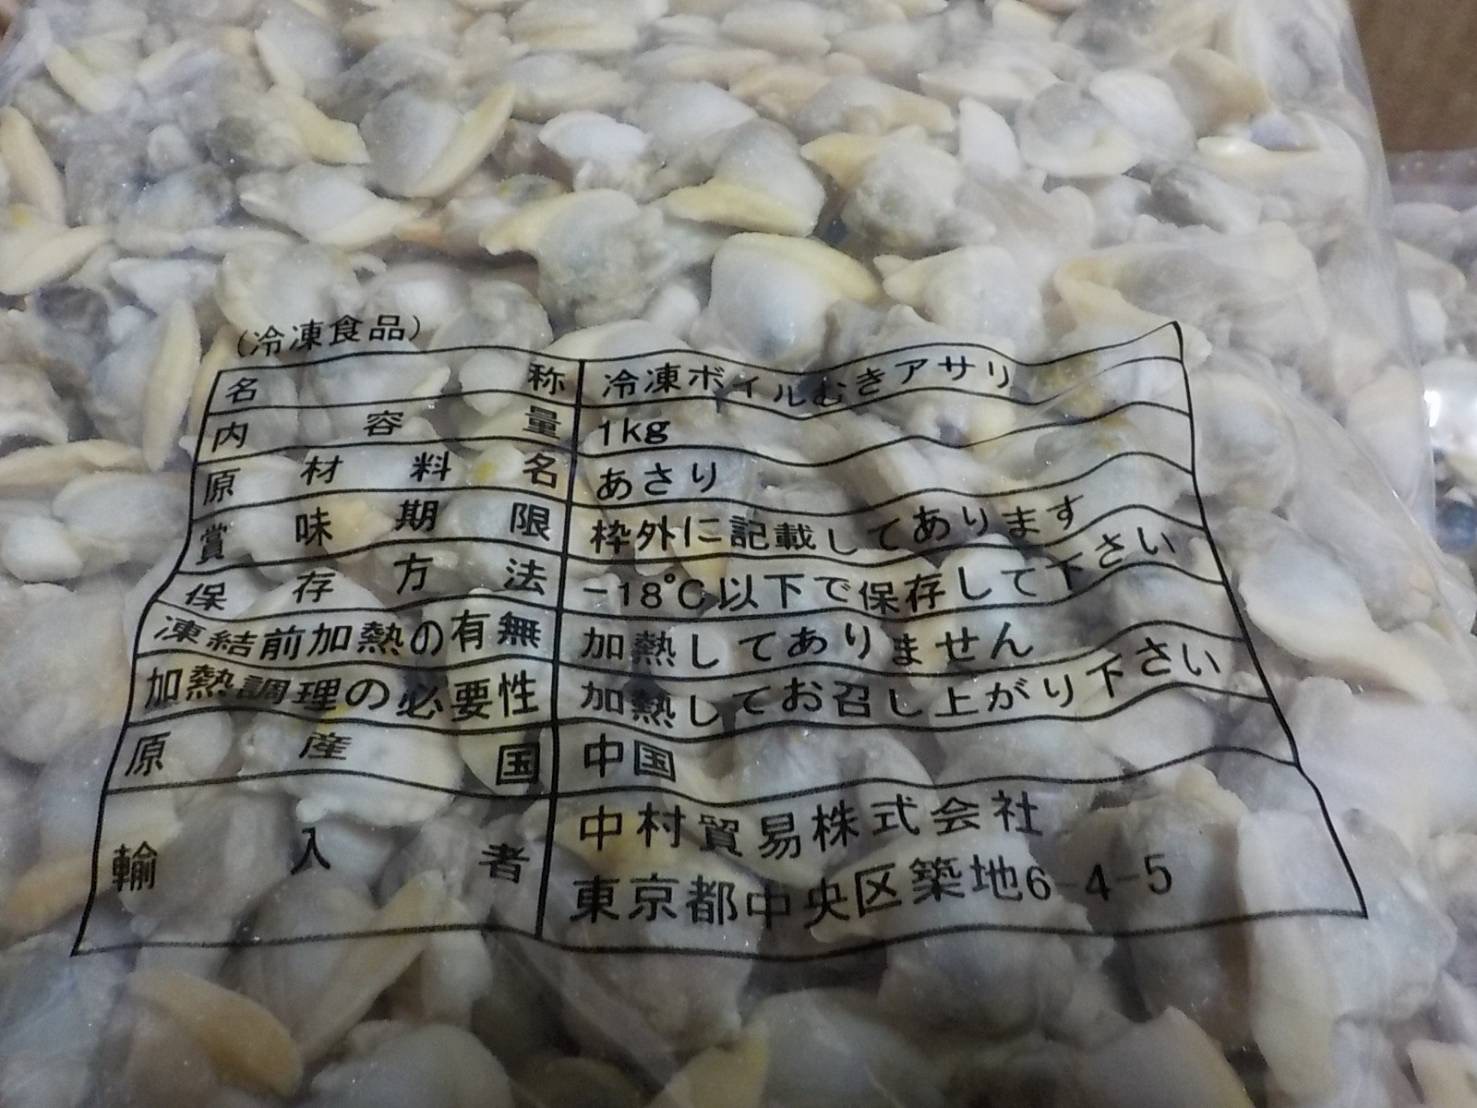 (冷凍食品)
名称 冷凍ボイルむきアサリ
内容量 1kg
原材料名 あさり
賞味期限 枠外に記載してあります
保存方法 -18℃以下で保存して下さい
凍結前加熱の有無 加熱してありません
加熱調理の必要性 加熱してお召し上がり下さい
原産国 中国
輸入者 中村貿易株式会社
東京都中央区築地6-4-5